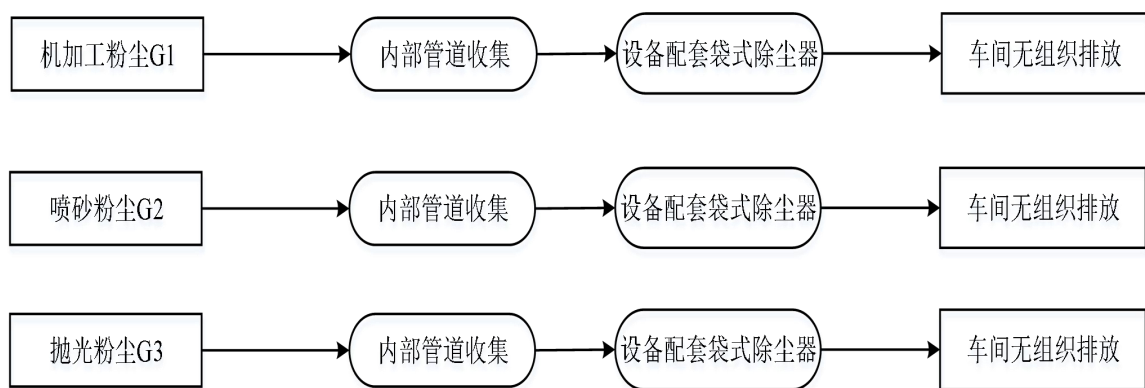 机加工粉尘G1 内部管道收集 设备配套袋式除尘器 车间无组织排放
喷砂粉尘G2 内部管道收集 设备配套袋式除尘器 车间无组织排放
抛光粉尘G3 内部管道收集 设备配套袋式除尘器 车间无组织排放